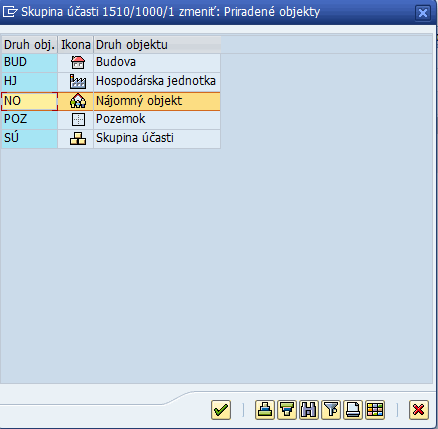 Skupina účasti 1510/1000/1 zmeniť: Priradené objekty
Druh obj. Ikona Druh objektu
BUD Budova
HJ Hospodárska jednotka
NO Nájomný objekt
POZ Pozemok
SÚ Skupina účasti